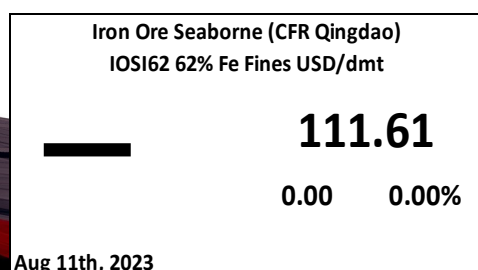 Iron Ore Seaborne (CFR Qingdao)
IOSI62 62% Fe Fines USD/dmt
111.61
0.00 0.00%
Aug 11th, 2023